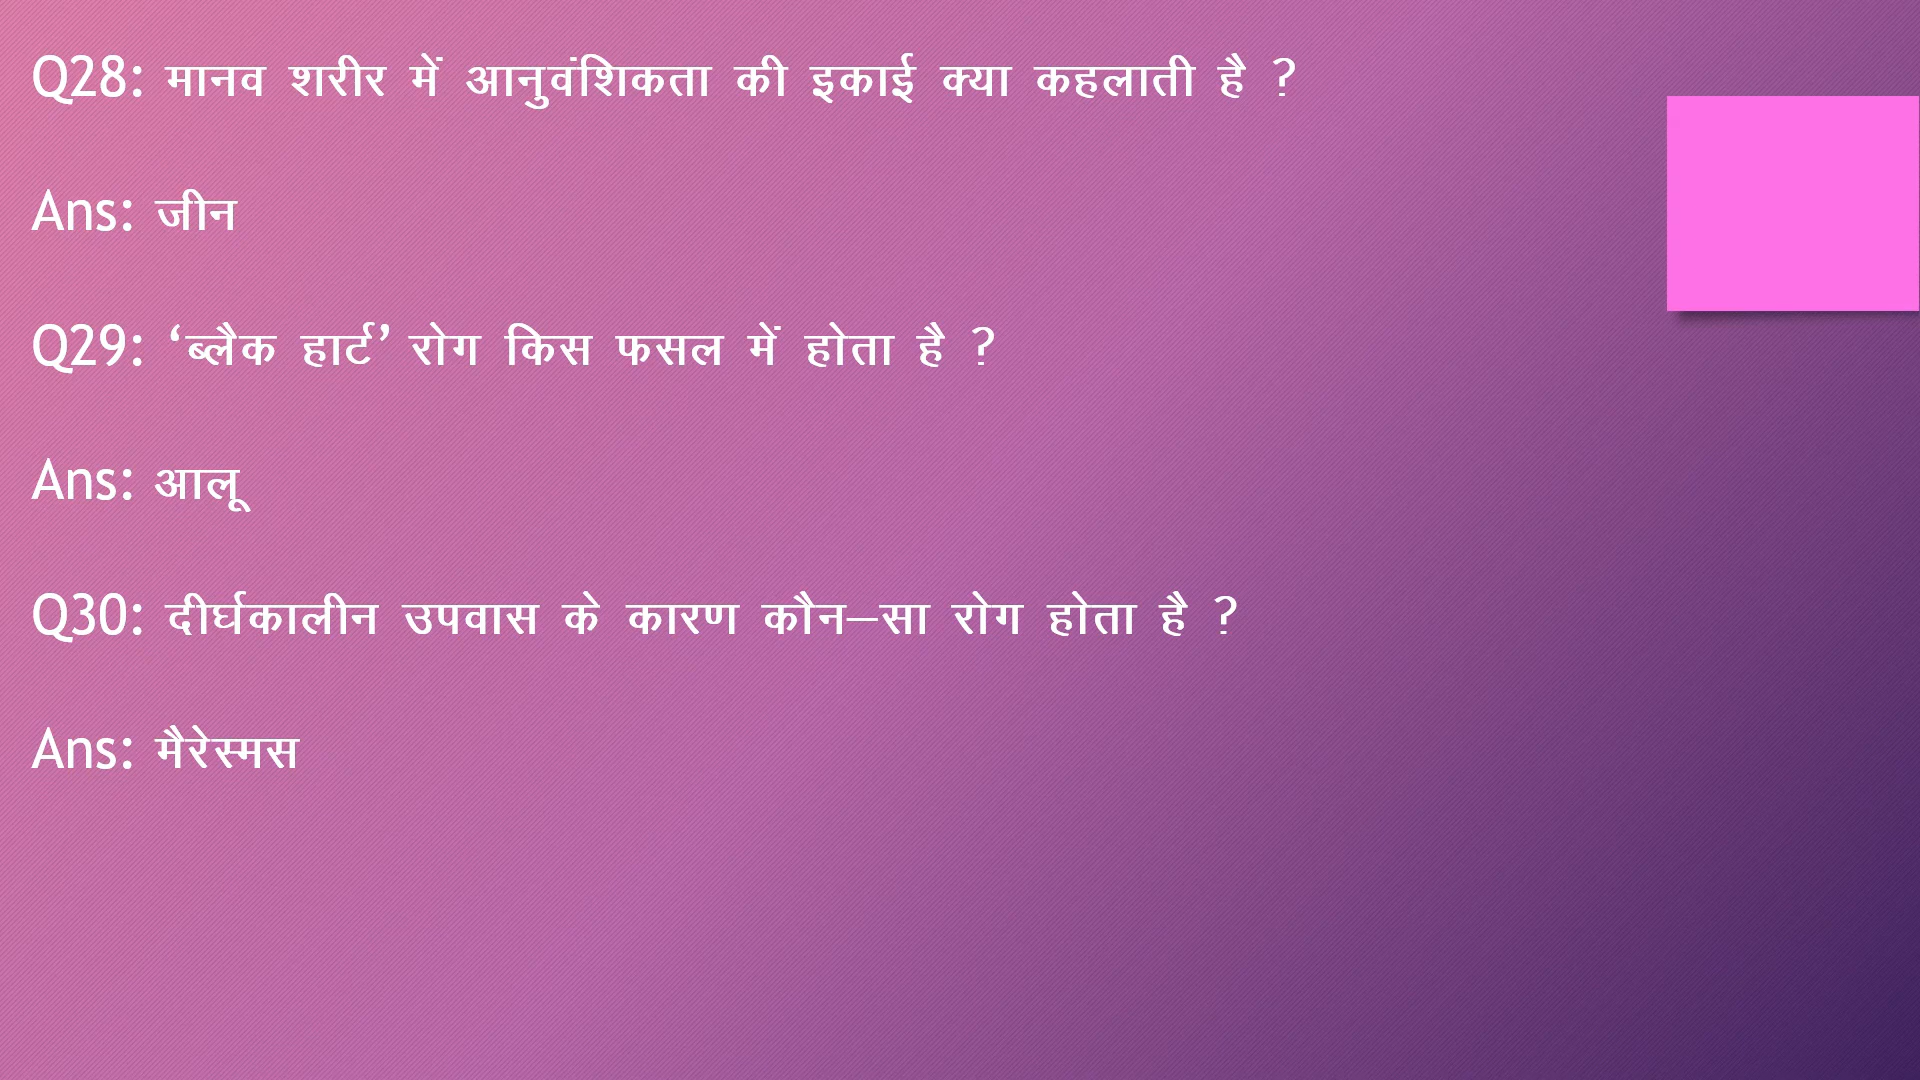 Q28: मानव शरीर में आनुवंशिकता की इकाई क्या कहलाती है ?
Ans: जीन
Q29: ‘ब्लैक हार्ट’ रोग किस फसल में होता है ?
Ans: आलू
Q30: दीर्घकालीन उपवास के कारण कौन–सा रोग होता है ?
Ans: मैरेस्मस